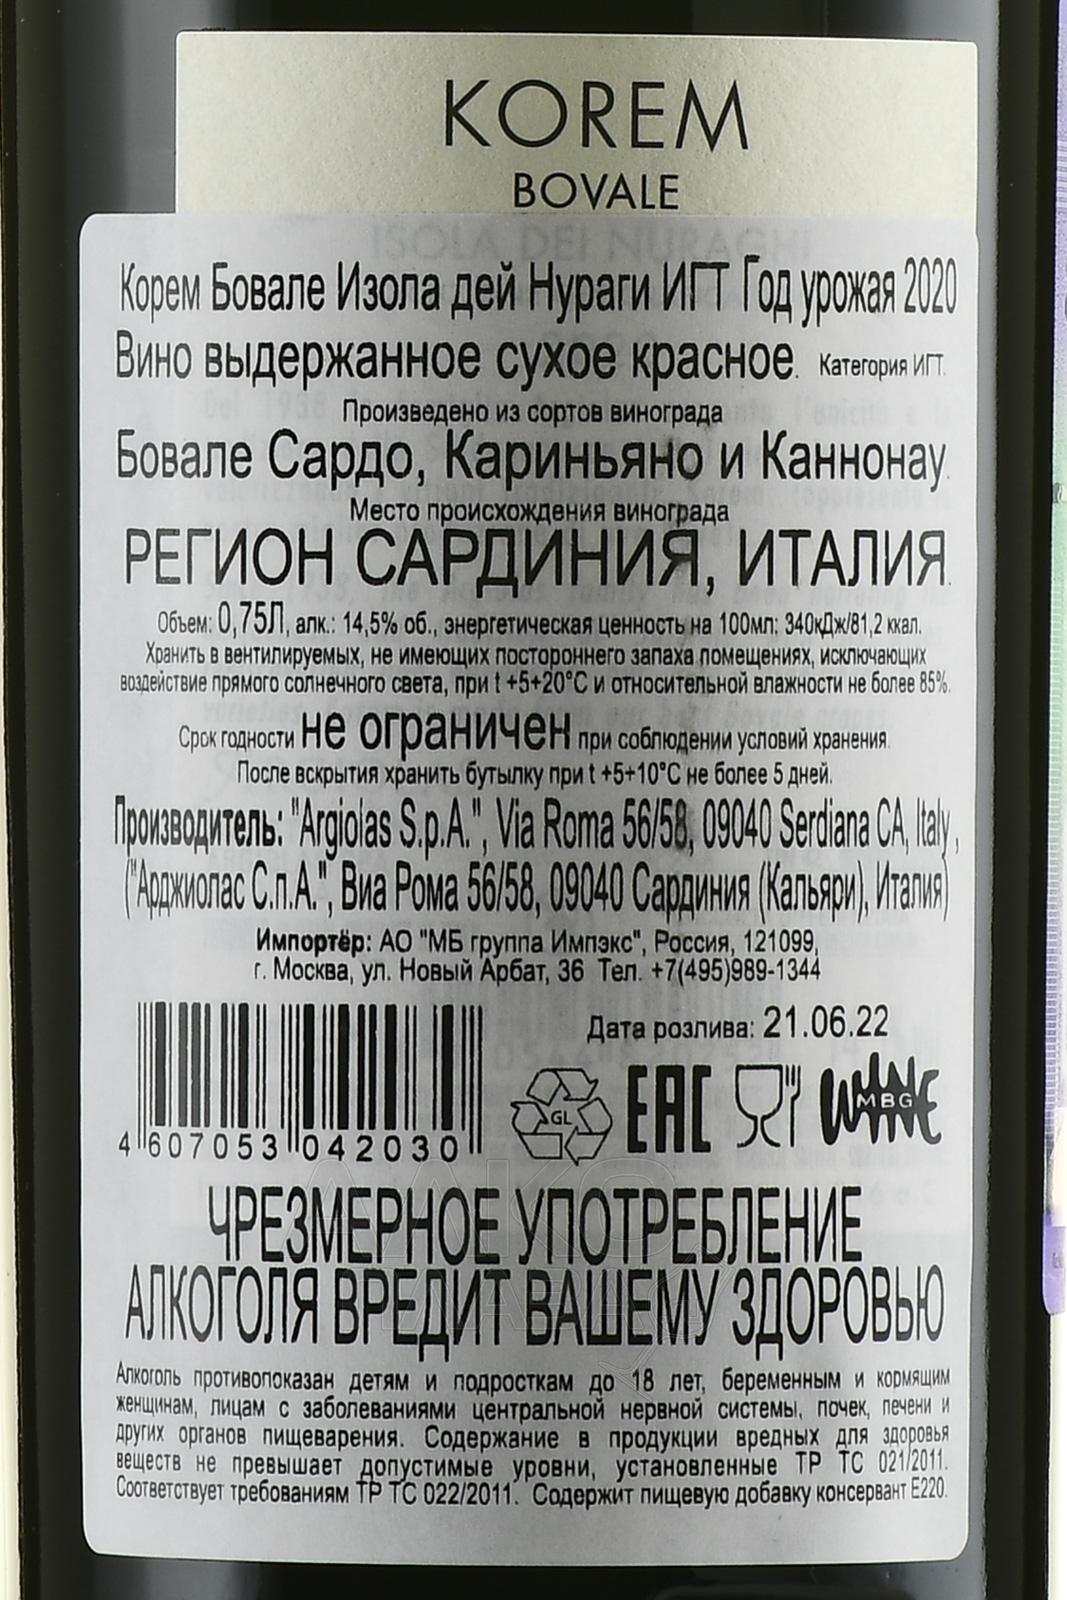 KOREM
BOVALE
ISOLA DEI NURAGHI
Корем Бовале Изола дей Нураги ИГТ Год урожая 2020
Вино выдержанное сухое красное. Категория ИГТ.
Произведено из сортов винограда
Бовале Сардо, Кариньяно и Каннонау.
Место происхождения винограда
РЕГИОН САРДИНИЯ, ИТАЛИЯ.
Объем: 0,75Л, алк.: 14,5% об., энергетическая ценность на 100мл: 340кДж/81,2 ккал.
Хранить в вентилируемых, не имеющих постороннего запаха помещениях, исключающих
воздействие прямого солнечного света, при t +5+20°С и относительной влажности не более 85%.
Срок годности не ограничен при соблюдении условий хранения.
После вскрытия хранить бутылку при t +5+10°С не более 5 дней.
Производитель: "Argiolas S.p.A.", Via Roma 56/58, 09040 Serdiana CA, Italy,
("Арджиолас С.п.А.", Виа Рома 56/58, 09040 Сардиния (Кальяри), Италия)
Импортёр: АО "МБ группа Импэкс", Россия, 121099,
г. Москва, ул. Новый Арбат, 36 Тел. +7(495)989-1344
Дата розлива: 21.06.22
GL EAC WINE MBG
4 607053 042030
ЧРЕЗМЕРНОЕ УПОТРЕБЛЕНИЕ
АЛКОГОЛЯ ВРЕДИТ ВАШЕМУ ЗДОРОВЬЮ
Алкоголь противопоказан детям и подросткам до 18 лет, беременным и кормящим
женщинам, лицам с заболеваниями центральной нервной системы, почек, печени и
других органов пищеварения. Содержание в продукции вредных для здоровья
веществ не превышает допустимые уровни, установленные ТР ТС 021/2011.
Соответствует требованиям ТР ТС 022/2011. Содержит пищевую добавку консервант Е220.